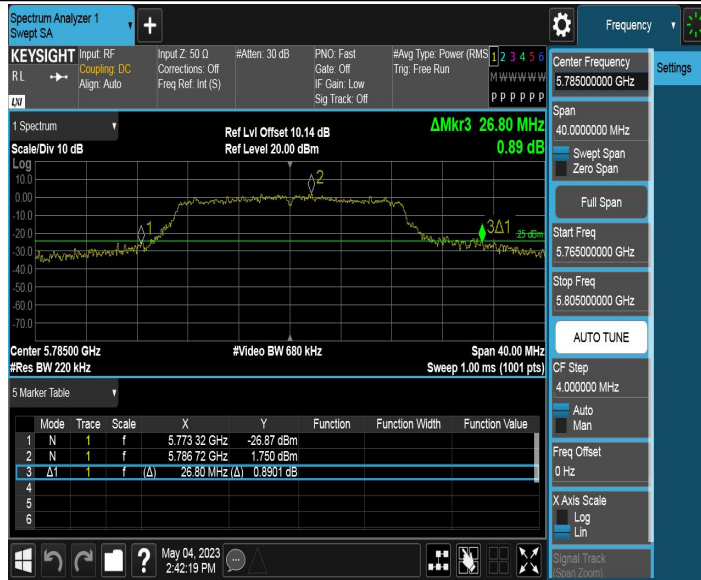 Spectrum Analyzer 1
Swept SA
+
Frequency
KEYSIGHT
Input: RF
Coupling: DC
Align: Auto
Input Z: 50 Ω
Corrections: Off
Freq Ref: Int (S)
#Atten: 30 dB
PNO: Fast
Gate: Off
IF Gain: Low
Sig Track: Off
#Avg Type: Power (RMS
Trig: Free Run
1 2 3 4 5 6
M W W W W W
P P P P P P
RL
LXI
1 Spectrum
Scale/Div 10 dB
Ref Lvl Offset 10.14 dB
Ref Level 20.00 dBm
ΔMkr3 26.80 MHz
0.89 dB
Log
10.0
0.00
-10.0
-20.0
-30.0
-40.0
-50.0
-60.0
-70.0
1
2
3Δ1
-25 dBm
Center 5.78500 GHz
#Video BW 680 kHz
Span 40.00 MHz
#Res BW 220 kHz
Sweep 1.00 ms (1001 pts)
5 Marker Table
Mode Trace Scale X Y Function Function Width Function Value
1 N 1 f 5.773 32 GHz -26.87 dBm
2 N 1 f 5.786 72 GHz 1.750 dBm
3 Δ1 1 f (Δ) 26.80 MHz (Δ) 0.8901 dB
4
5
6
?
May 04, 2023
2:42:19 PM
Center Frequency
5.785000000 GHz
Settings
Span
40.0000000 MHz
Swept Span
Zero Span
Full Span
Start Freq
5.765000000 GHz
Stop Freq
5.805000000 GHz
AUTO TUNE
CF Step
4.000000 MHz
Auto
Man
Freq Offset
0 Hz
X Axis Scale
Log
Lin
Signal Track
(Span Zoom)